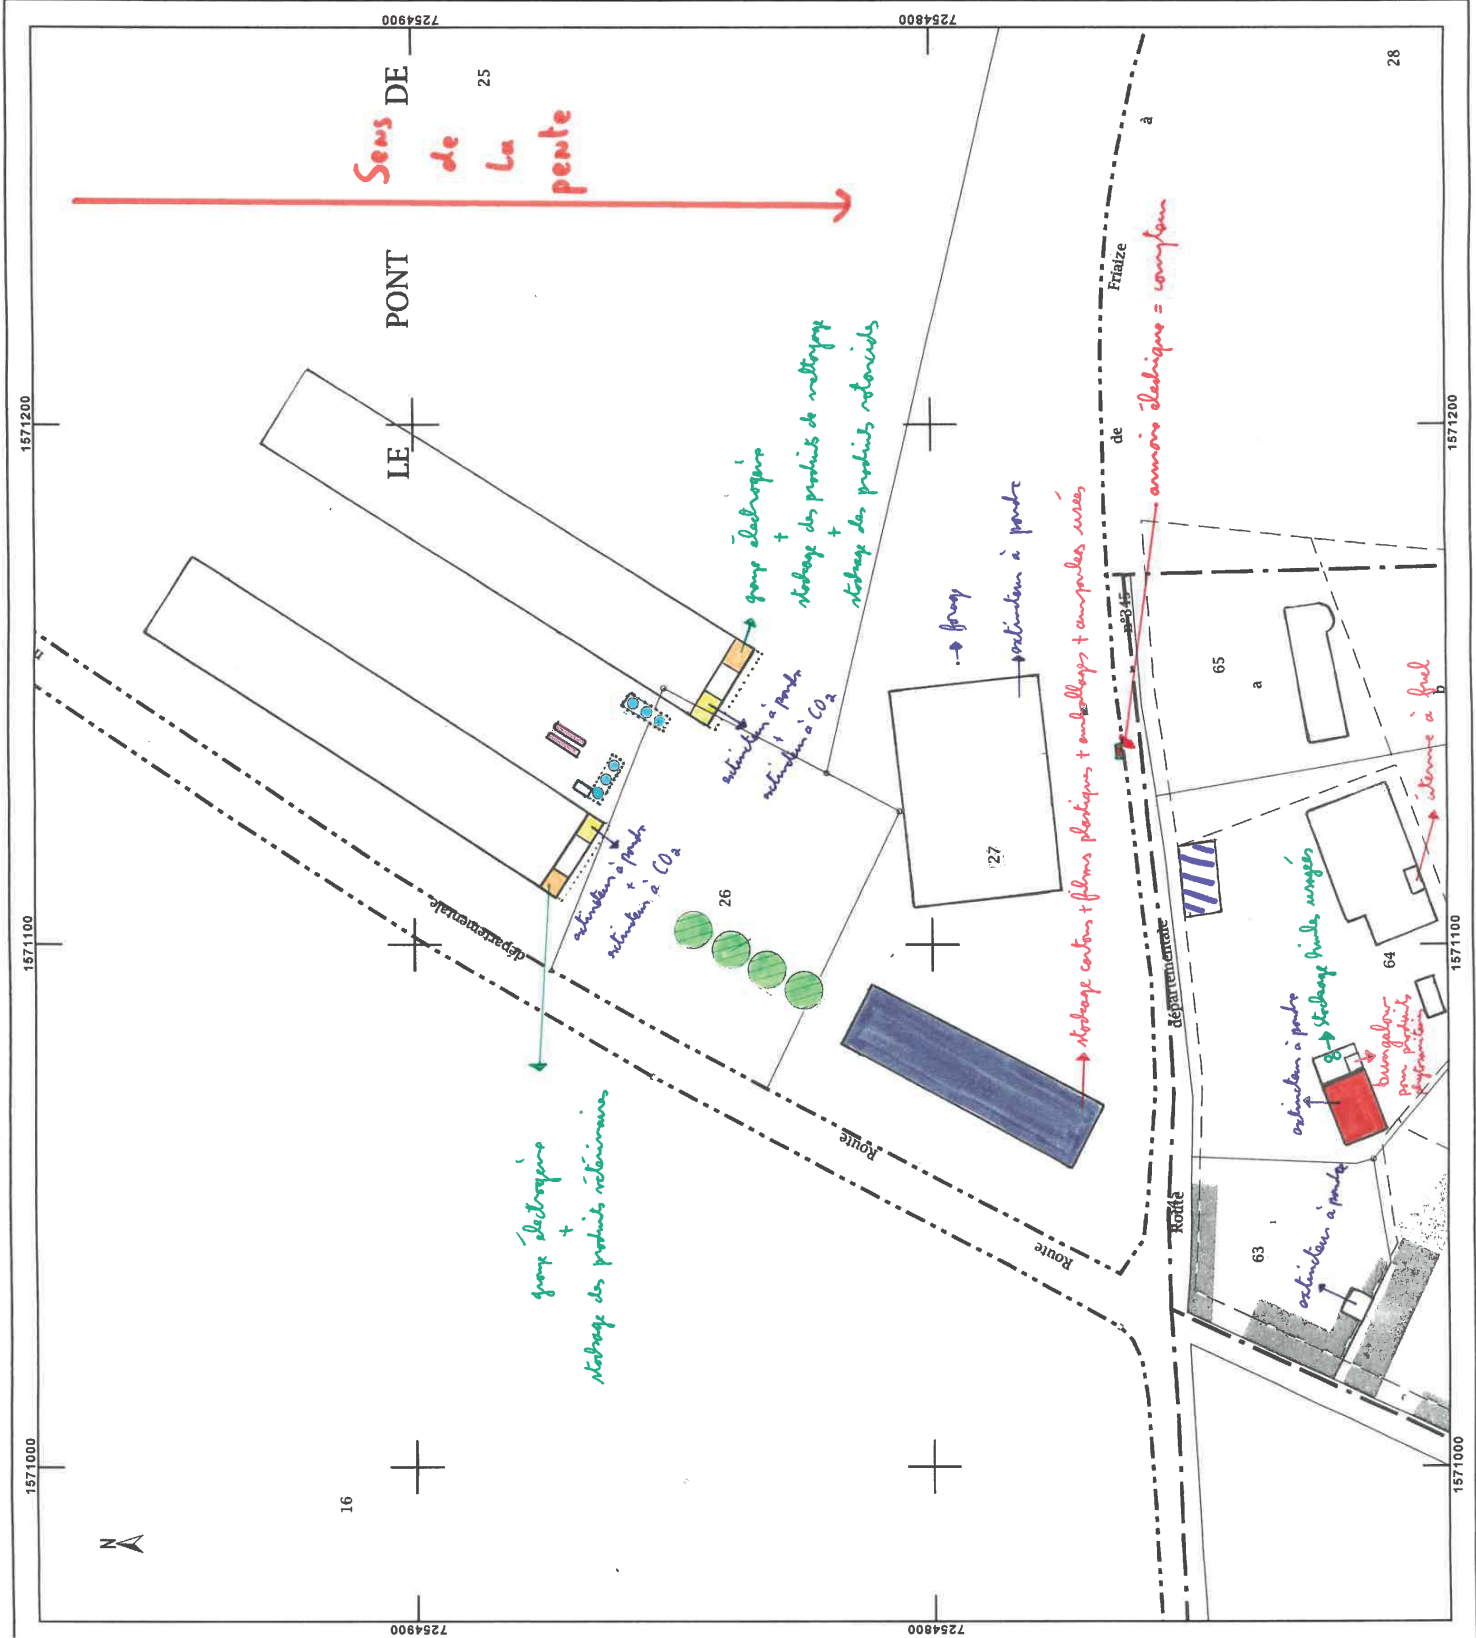 7254900
7254800
1571200
1571100
1571000
N
16
25
28
LE PONT DE
Sens
de
La
pente
groupe électrogène
+
stockage des produits de nettoyage
+
stockage des produits rotonicides
extincteur à poudre
+
extincteur à CO2
extincteur à poudre
+
extincteur à CO2
groupe électrogène
+
stockage des produits vétérinaires
26
27
forage
extincteur à poudre
stockage cartons + films plastiques + emballages + ampoules usées
armoire électrique = compteur
départementale
Route
Route
Route
départementale
345
n°345
de
Friaize
à
65
a
b
64
63
citerne à fuel
stockage huiles usagées
extincteur à poudre
bungalow
pour produits
phytosanitaires
extincteur à poudre
1571200
1571100
1571000
7254900
7254800